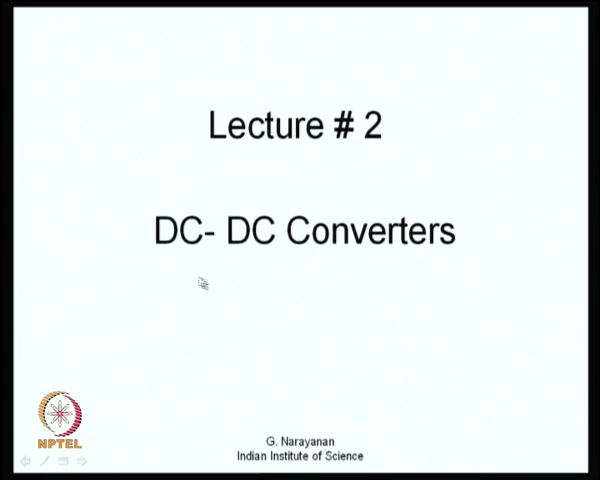 Lecture # 2
DC- DC Converters
NPTEL
G. Narayanan
Indian Institute of Science